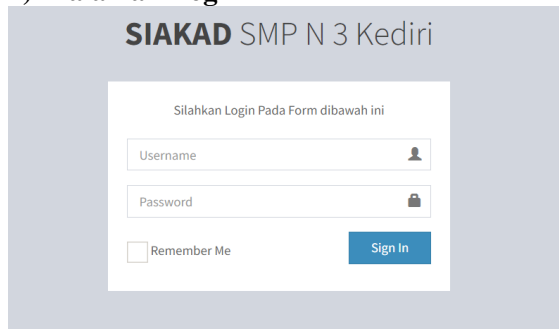 SIAKAD SMP N 3 Kediri
Silahkan Login Pada Form dibawah ini
Username
Password
Remember Me
Sign In